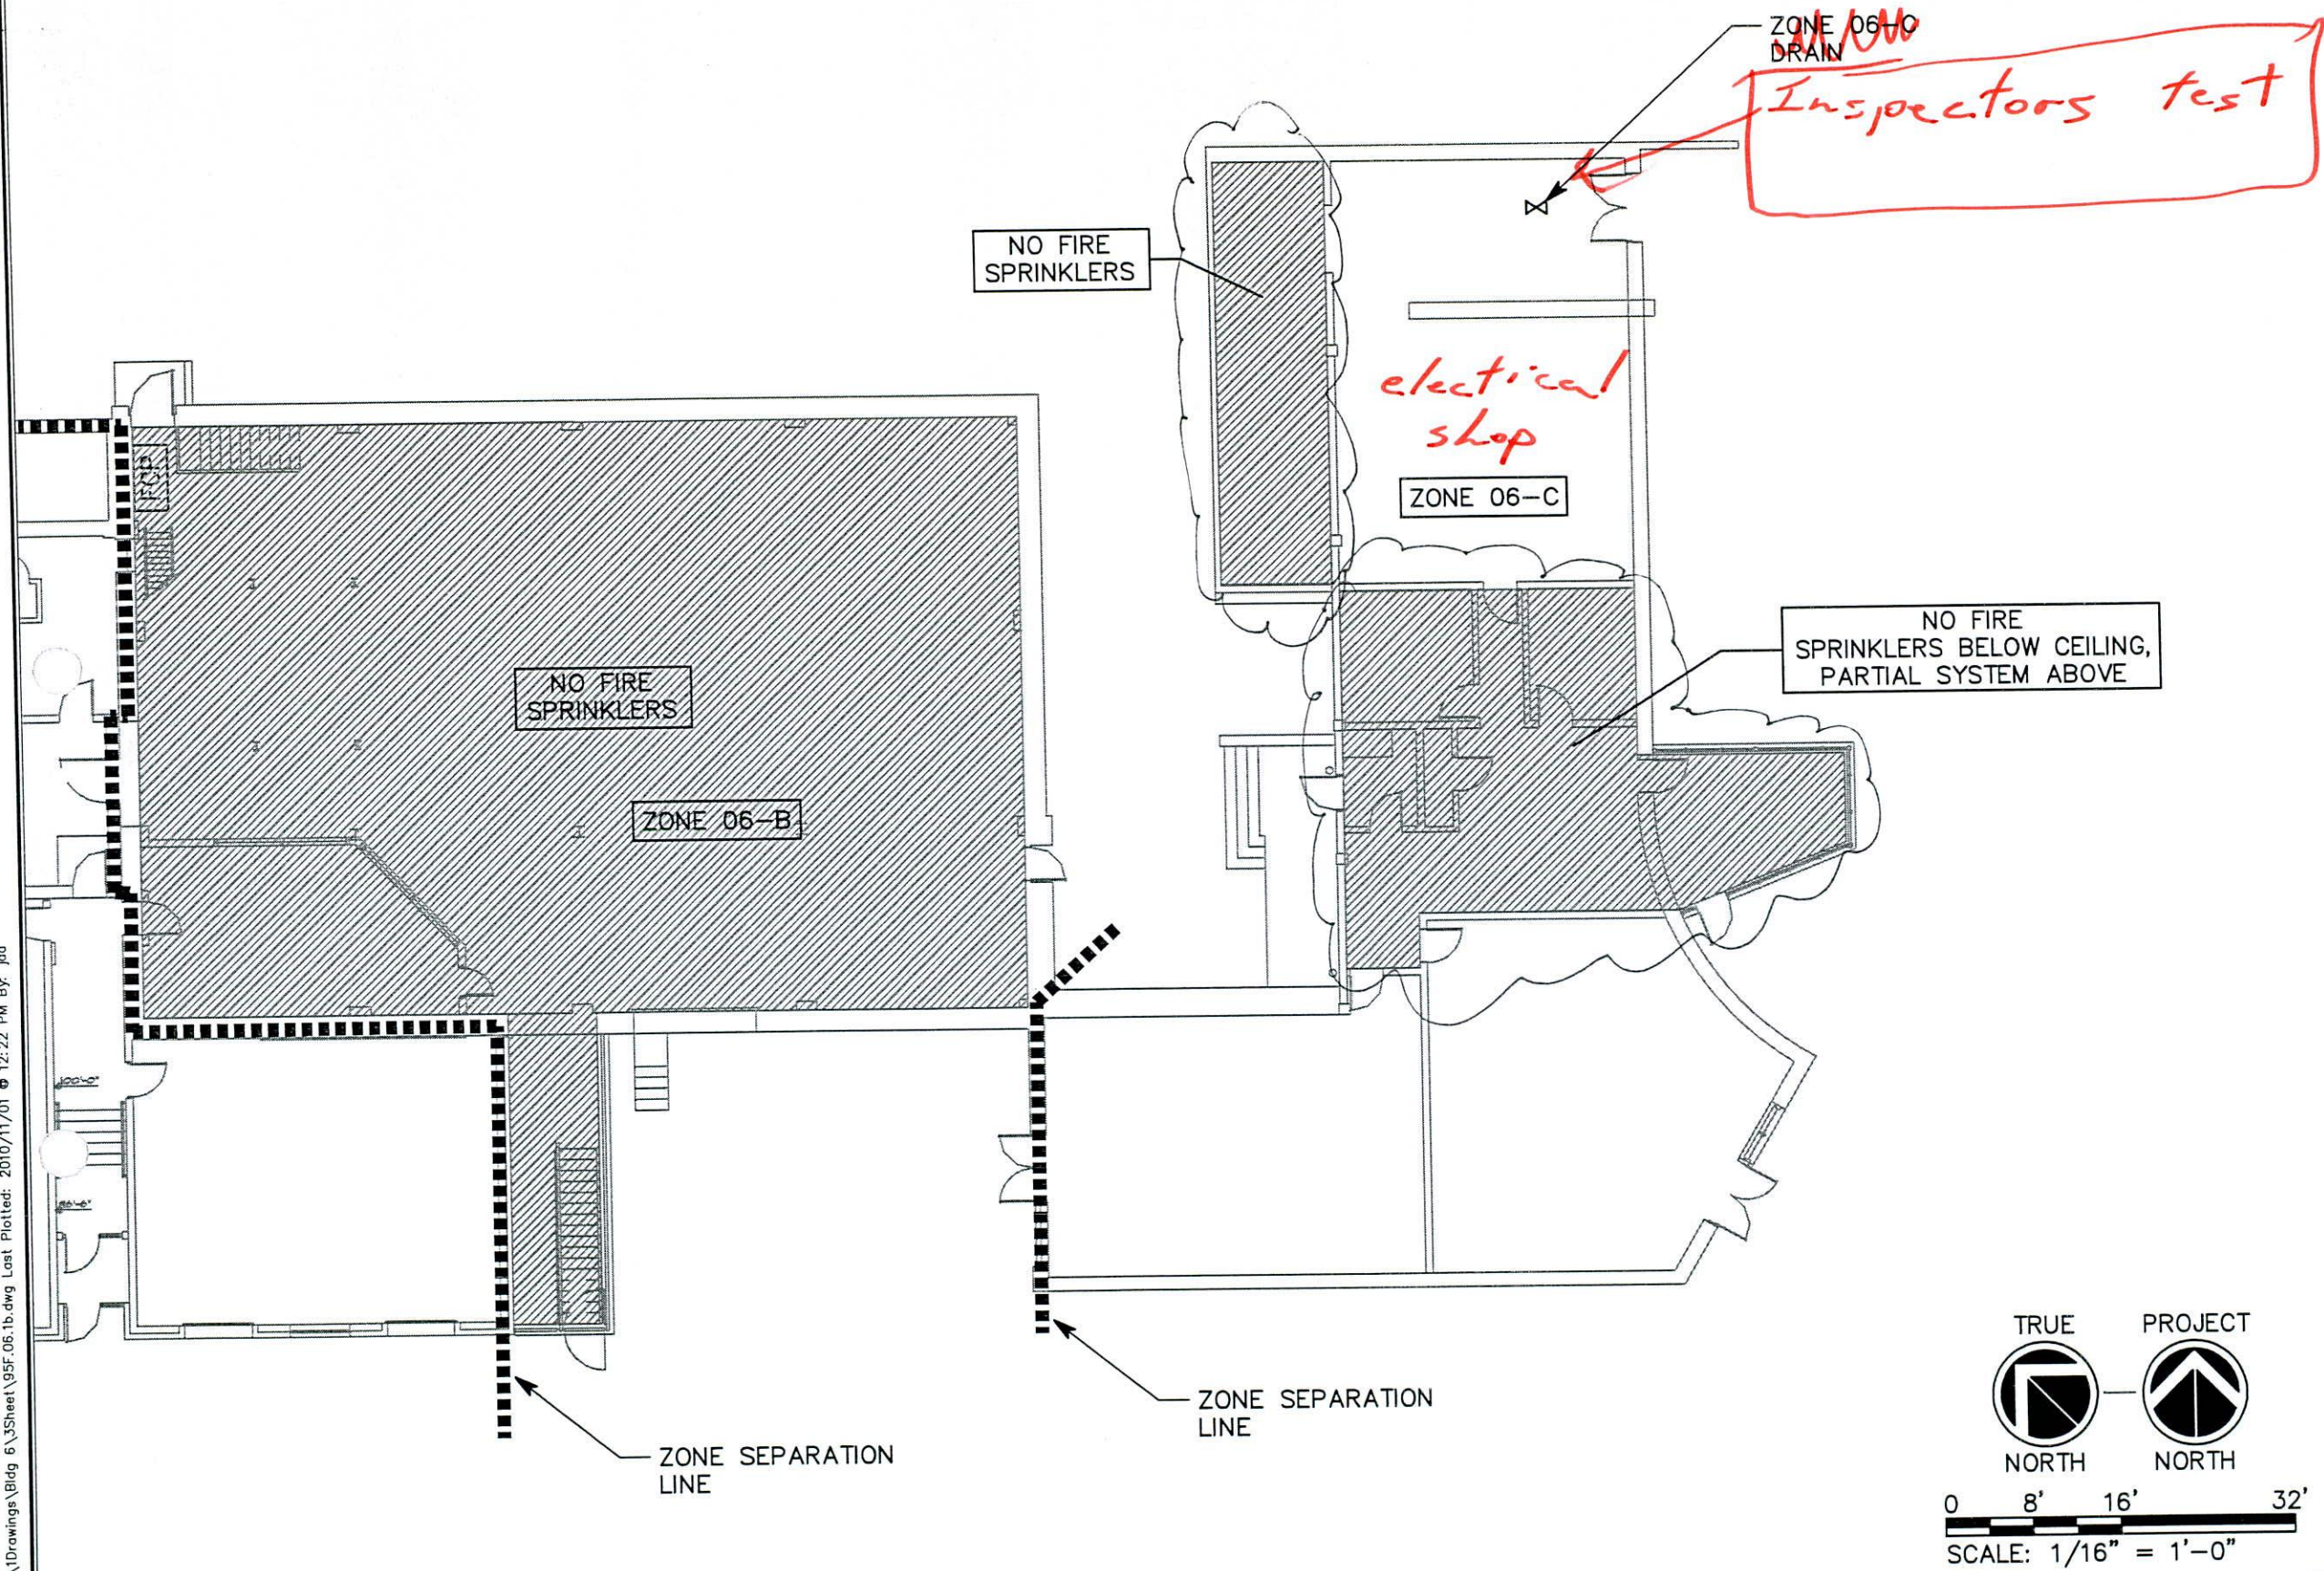 ZONE 06-C
DRAIN
Inspectors test
NO FIRE
SPRINKLERS
electrical
shop
ZONE 06-C
NO FIRE
SPRINKLERS BELOW CEILING,
PARTIAL SYSTEM ABOVE
NO FIRE
SPRINKLERS
ZONE 06-B
100'-0"
ZONE SEPARATION
LINE
ZONE SEPARATION
LINE
TRUE
NORTH
PROJECT
NORTH
0 8' 16' 32'
SCALE: 1/16" = 1'-0"
\1Drawings\Bldg 6\3Sheet\95F.06.1b.dwg Last Plotted: 2010/11/01 @ 12:22 PM By: jdd